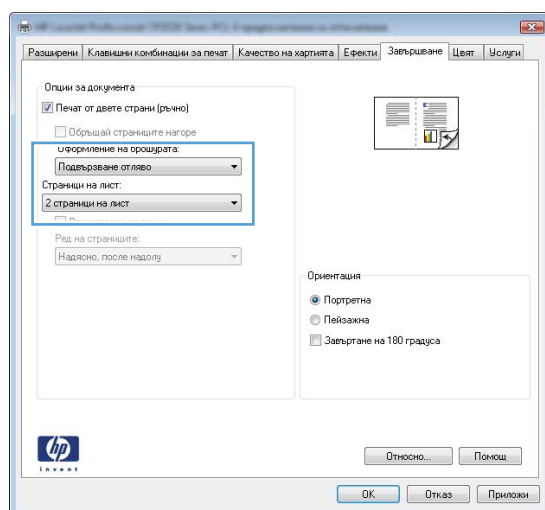 Разширени Клавишни комбинации за печат Качество на хартията Ефекти Завършване Цвят Услуги
Опции за документа
Печат от двете страни (ръчно)
Обръщай страниците нагоре
Оформление на брошурата:
Подвързване отляво
Страници на лист:
2 страници на лист
Ред на страниците:
Надясно, после надолу
Ориентация
Портретна
Пейзажна
Завъртане на 180 градуса
hp
invent
Относно... Помощ
OK Отказ Приложи